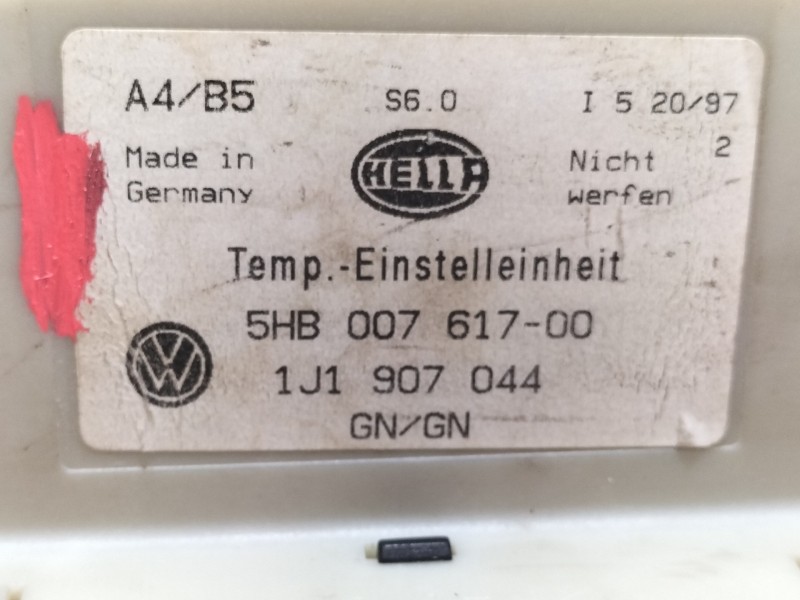 A4/B5 S6.0 I 5 20/97
2
Made in Germany
HELLA
Nicht werfen
Temp.-Einstelleinheit
5HB 007 617-00
VW
1J1 907 044
GN/GN